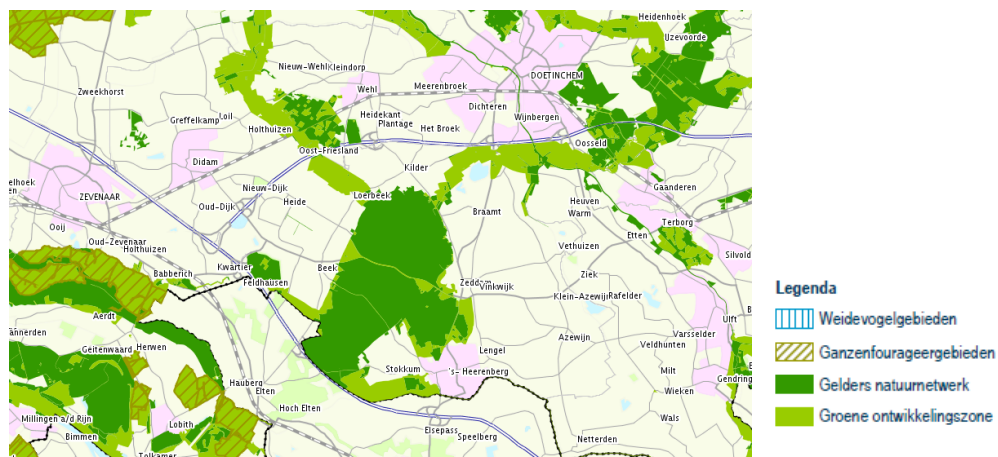 Heidenhoek
IJzevoorde
Nieuw-Wehl
Kleindorp
DOETINCHEM
Zweekhorst
Wehl
Meerenbroek
Dichteren
Greffelkamp
Loil
Heidekant
Plantage
Wijnbergen
Holthuizen
Het Broek
Oosseld
Oost-Friesland
Didam
Kilder
elhoek
Nieuw-Dijk
Gaanderen
ZEVENAAR
Heide
Loerbeek
Heuven
Oud-Dijk
Braamt
Warm
Terborg
Ooij
Etten
Oud-Zevenaar
Holthuizen
Vethuizen
Silvold
Kwartier
Beek
Babberich
Ziek
Feldhausen
Zeddam
Vinkwijk
Klein-Azewijn
Rafelder
Legenda
Aerdt
Ulft
Weidevogelgebieden
Tannerden
Varsselder
Azewijn
Veldhunten
Geitenwaard
Herwen
Lengel
Ganzenfourageergebieden
Stokkum
's- Heerenberg
Milt
Gendring
Hauberg
Gelders natuurnetwerk
Elten
Wieken
Hoch Elten
Lobith
Millingen a/d Rijn
Wals
Groene ontwikkelingszone
Elsepass
Bimmen
Speelberg
Netterden
Tolkamer